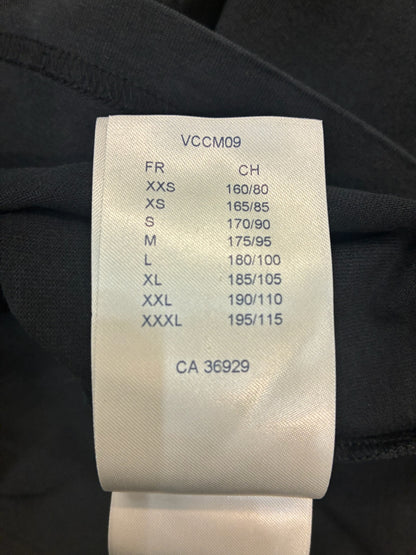 VCCM09
FR CH
XXS 160/80
XS 165/85
S 170/90
M 175/95
L 180/100
XL 185/105
XXL 190/110
XXXL 195/115
CA 36929